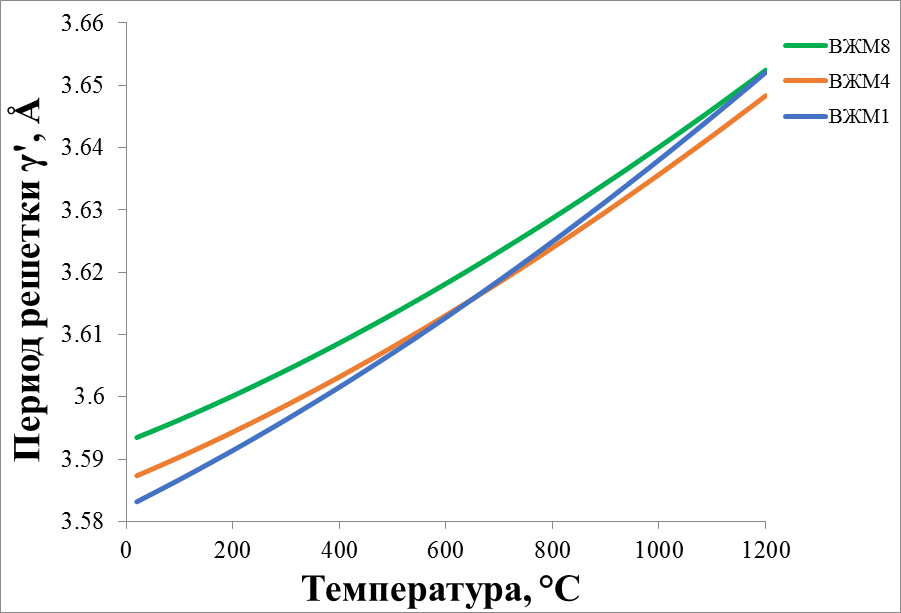 3.66
3.65
3.64
3.63
3.62
3.61
3.6
3.59
3.58
0 200 400 600 800 1000 1200
Период решетки γ', Å
Температура, °C
ВЖМ8
ВЖМ4
ВЖМ1